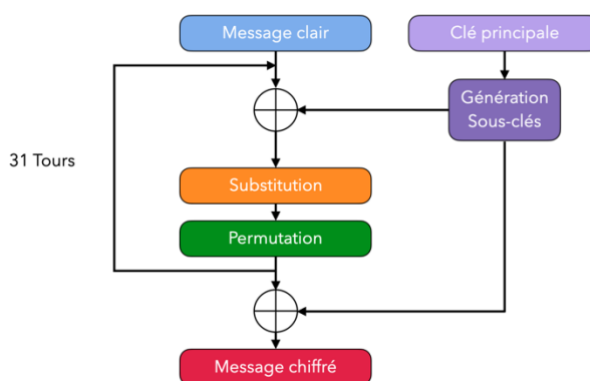 Message clair
Clé principale
Génération
Sous-clés
31 Tours
Substitution
Permutation
Message chiffré